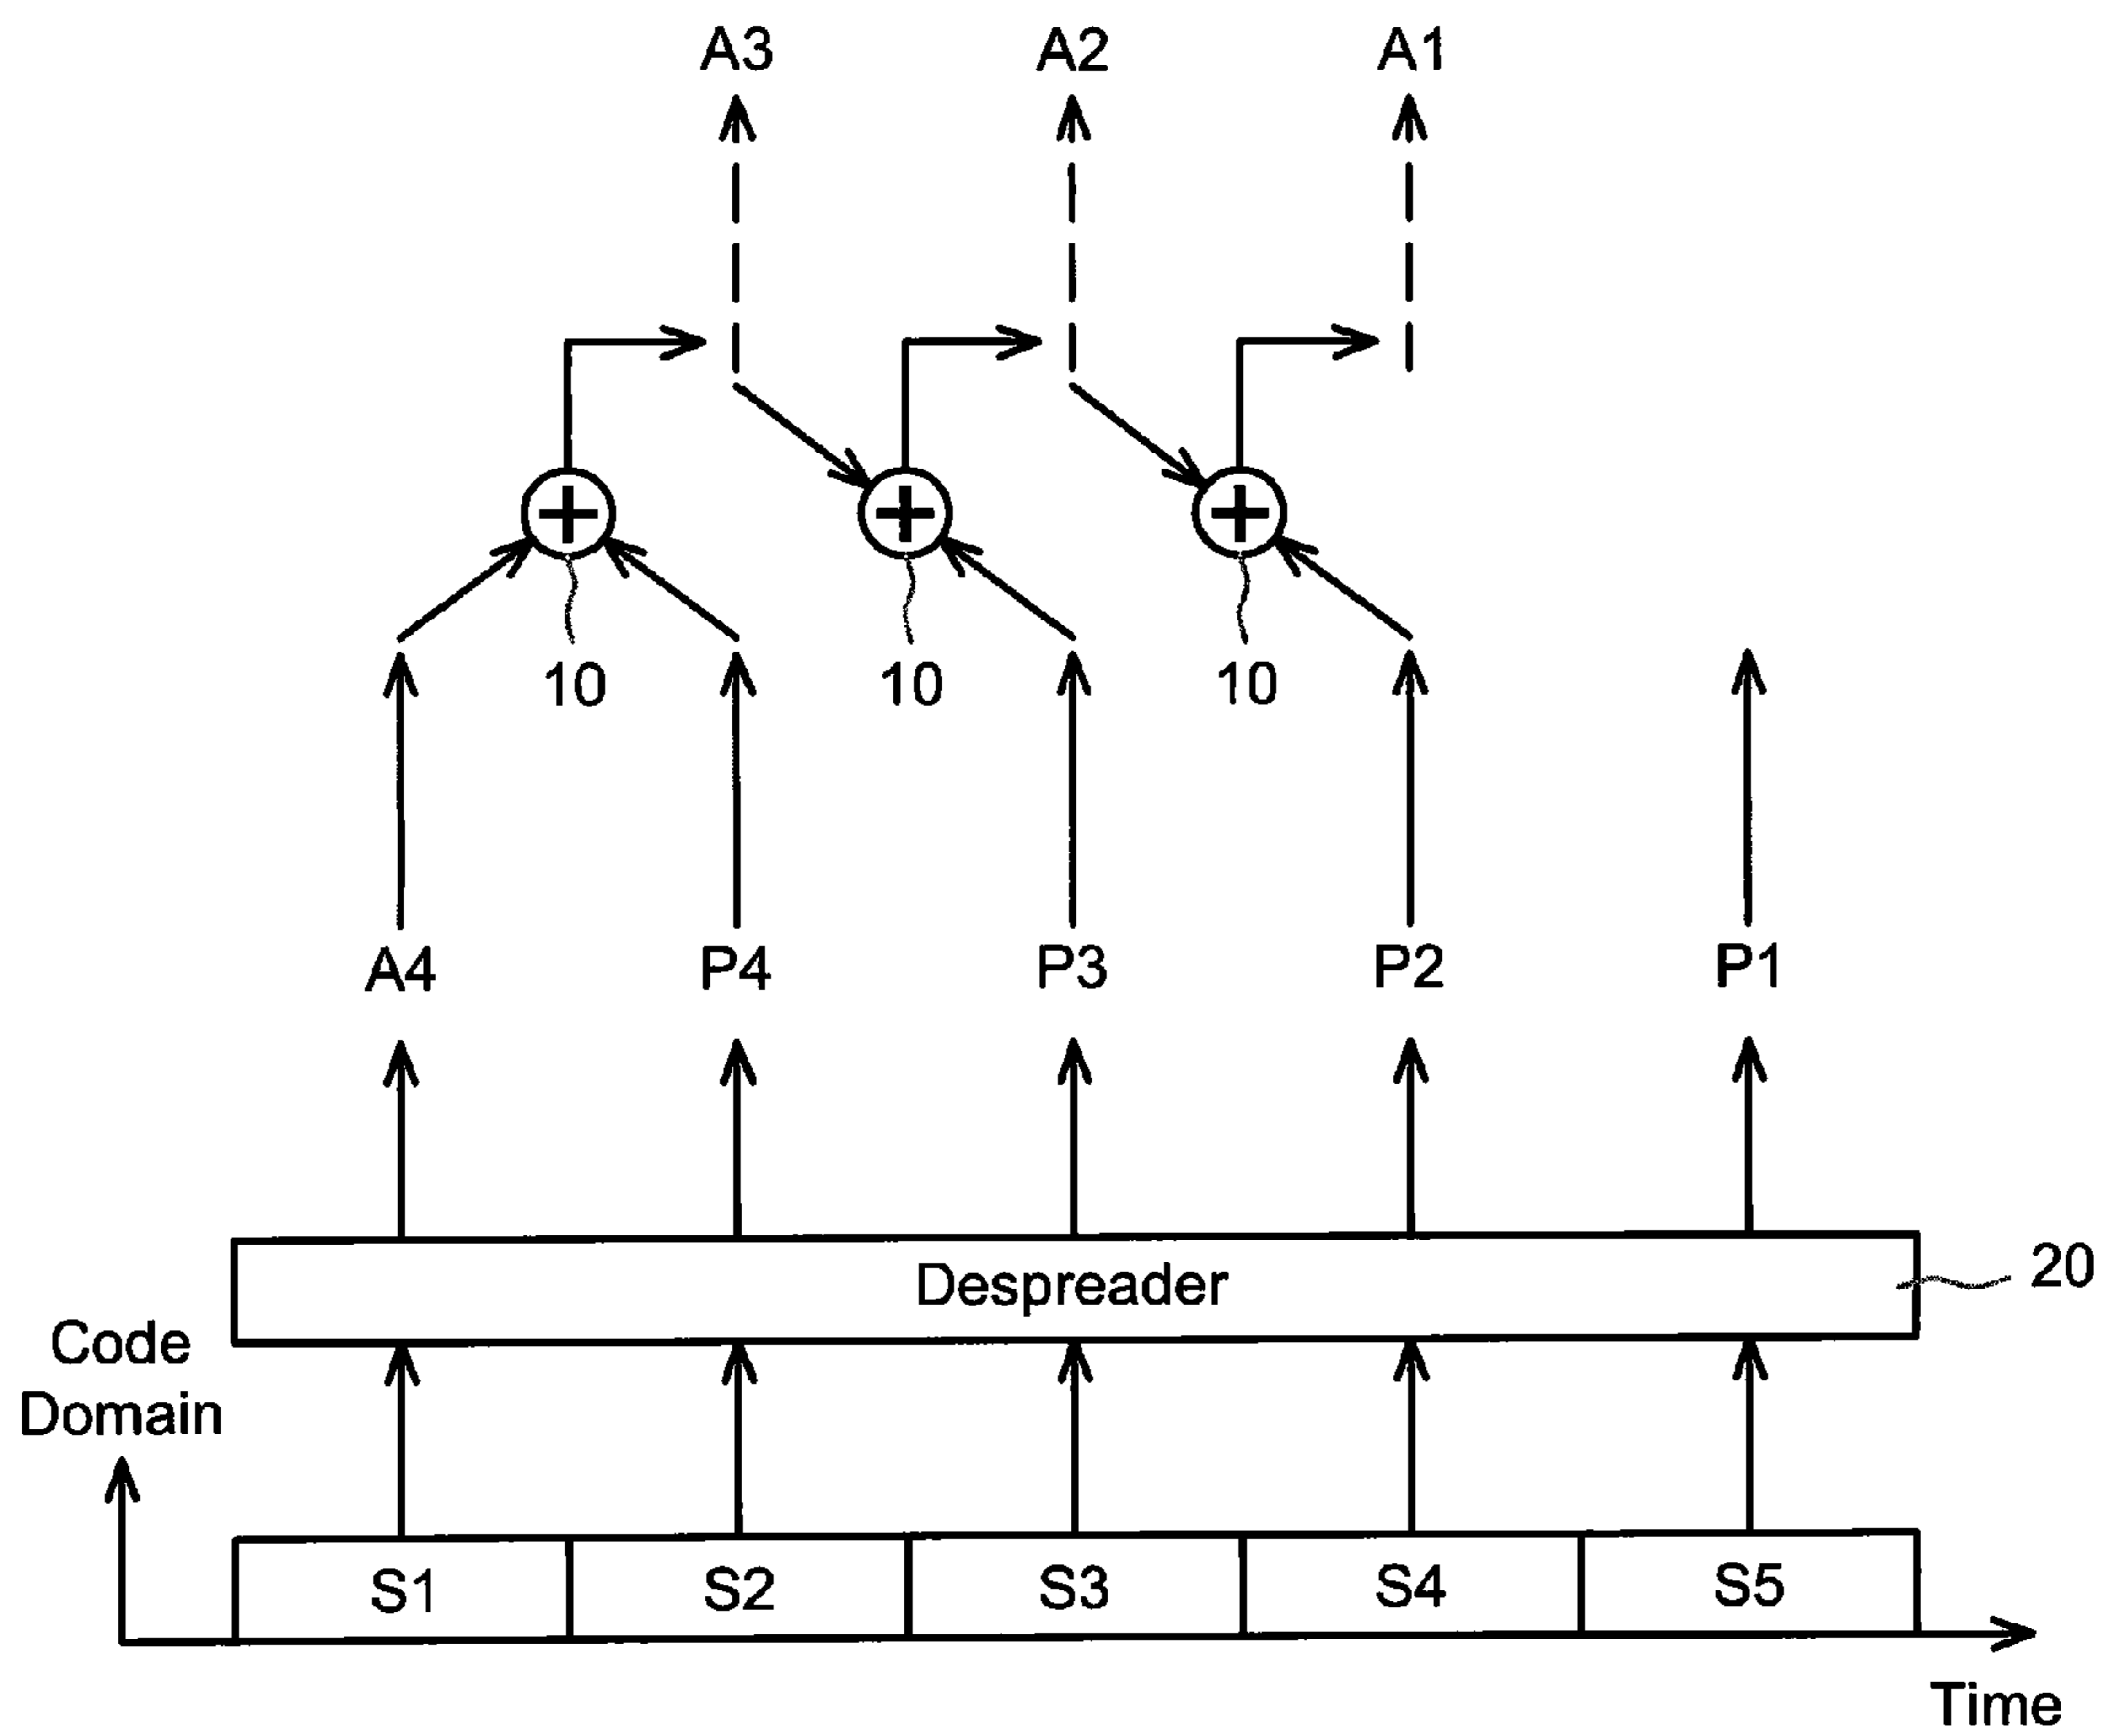 A3 A2 A1
10 10 10
A4 P4 P3 P2 P1
Despreader 20
Code
Domain
S1 S2 S3 S4 S5
Time